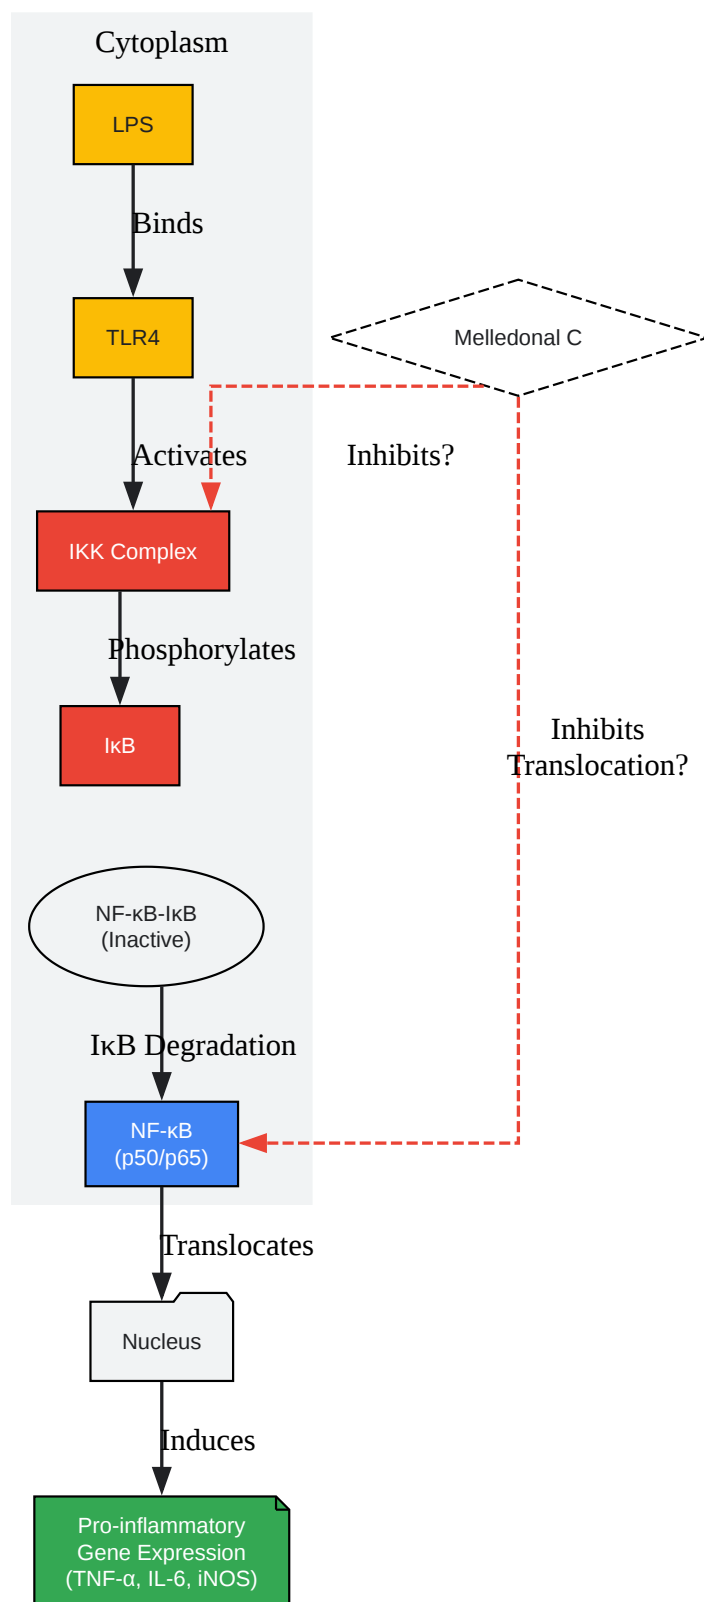 Cytoplasm
LPS
Binds
TLR4
Melledonal C
Activates
Inhibits?
IKK Complex
Phosphorylates
Inhibits
Translocation?
IκB
NF-κB-IκB
(Inactive)
IκB Degradation
NF-κB
(p50/p65)
Translocates
Nucleus
Induces
Pro-inflammatory
Gene Expression
(TNF-α, IL-6, iNOS)